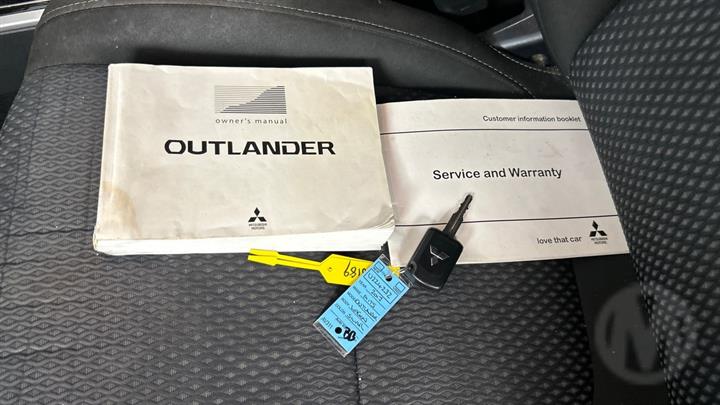 owner's manual
OUTLANDER
MITSUBISHI
MOTORS
Customer information booklet
Service and Warranty
love that car
MITSUBISHI
MOTORS